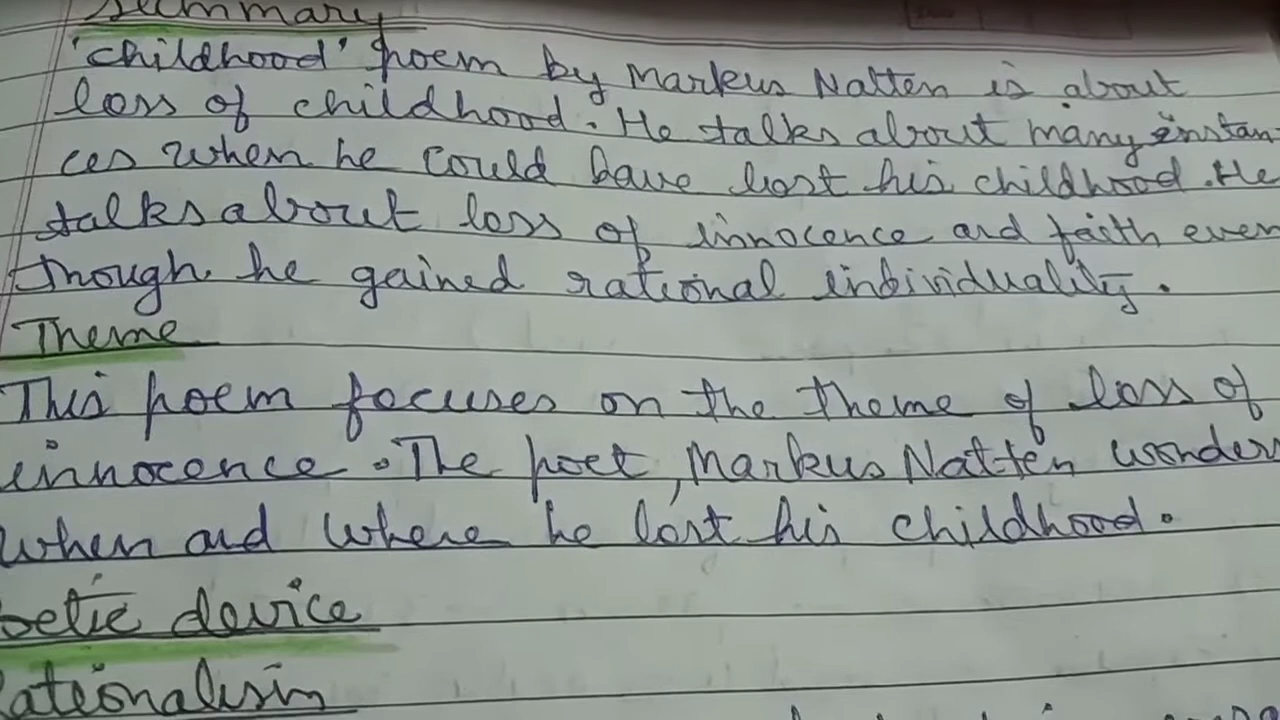 Summary
'Childhood' poem by Markus Natten is about
loss of childhood. He talks about many instan-
ces when he could have lost his childhood. He
talks about loss of innocence and faith even
though he gained rational individuality.
Theme
This poem focuses on the theme of loss of
innocence. The poet, Markus Natten wonder
when and where he lost his childhood.
oetic device
ationalism